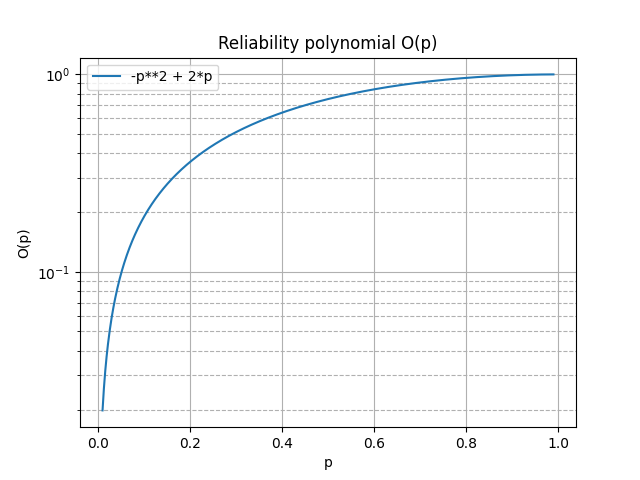 Reliability polynomial O(p)
-p**2 + 2*p
10⁰
10⁻¹
O(p)
0.0 0.2 0.4 0.6 0.8 1.0
p